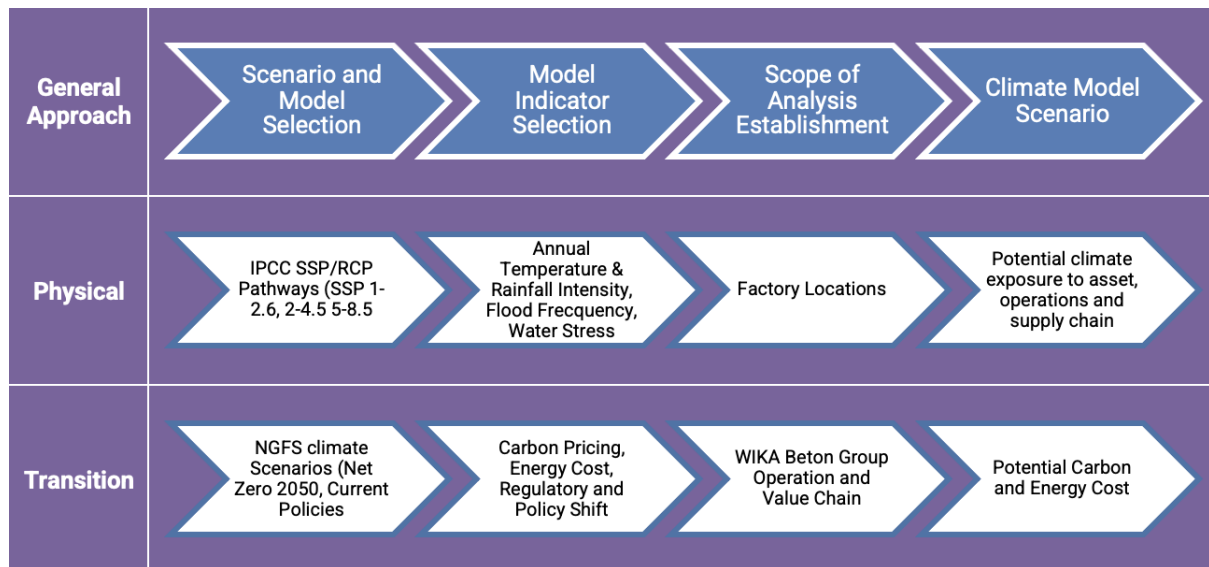 General
Approach
Scenario and
Model
Selection
Model
Indicator
Selection
Scope of
Analysis
Establishment
Climate Model
Scenario
Physical
IPCC SSP/RCP
Pathways (SSP 1-
2.6, 2-4.5 5-8.5
Annual
Temperature &
Rainfall Intensity,
Flood Frecquency,
Water Stress
Factory Locations
Potential climate
exposure to asset,
operations and
supply chain
Transition
NGFS climate
Scenarios (Net
Zero 2050, Current
Policies
Carbon Pricing,
Energy Cost,
Regulatory and
Policy Shift
WIKA Beton Group
Operation and
Value Chain
Potential Carbon
and Energy Cost